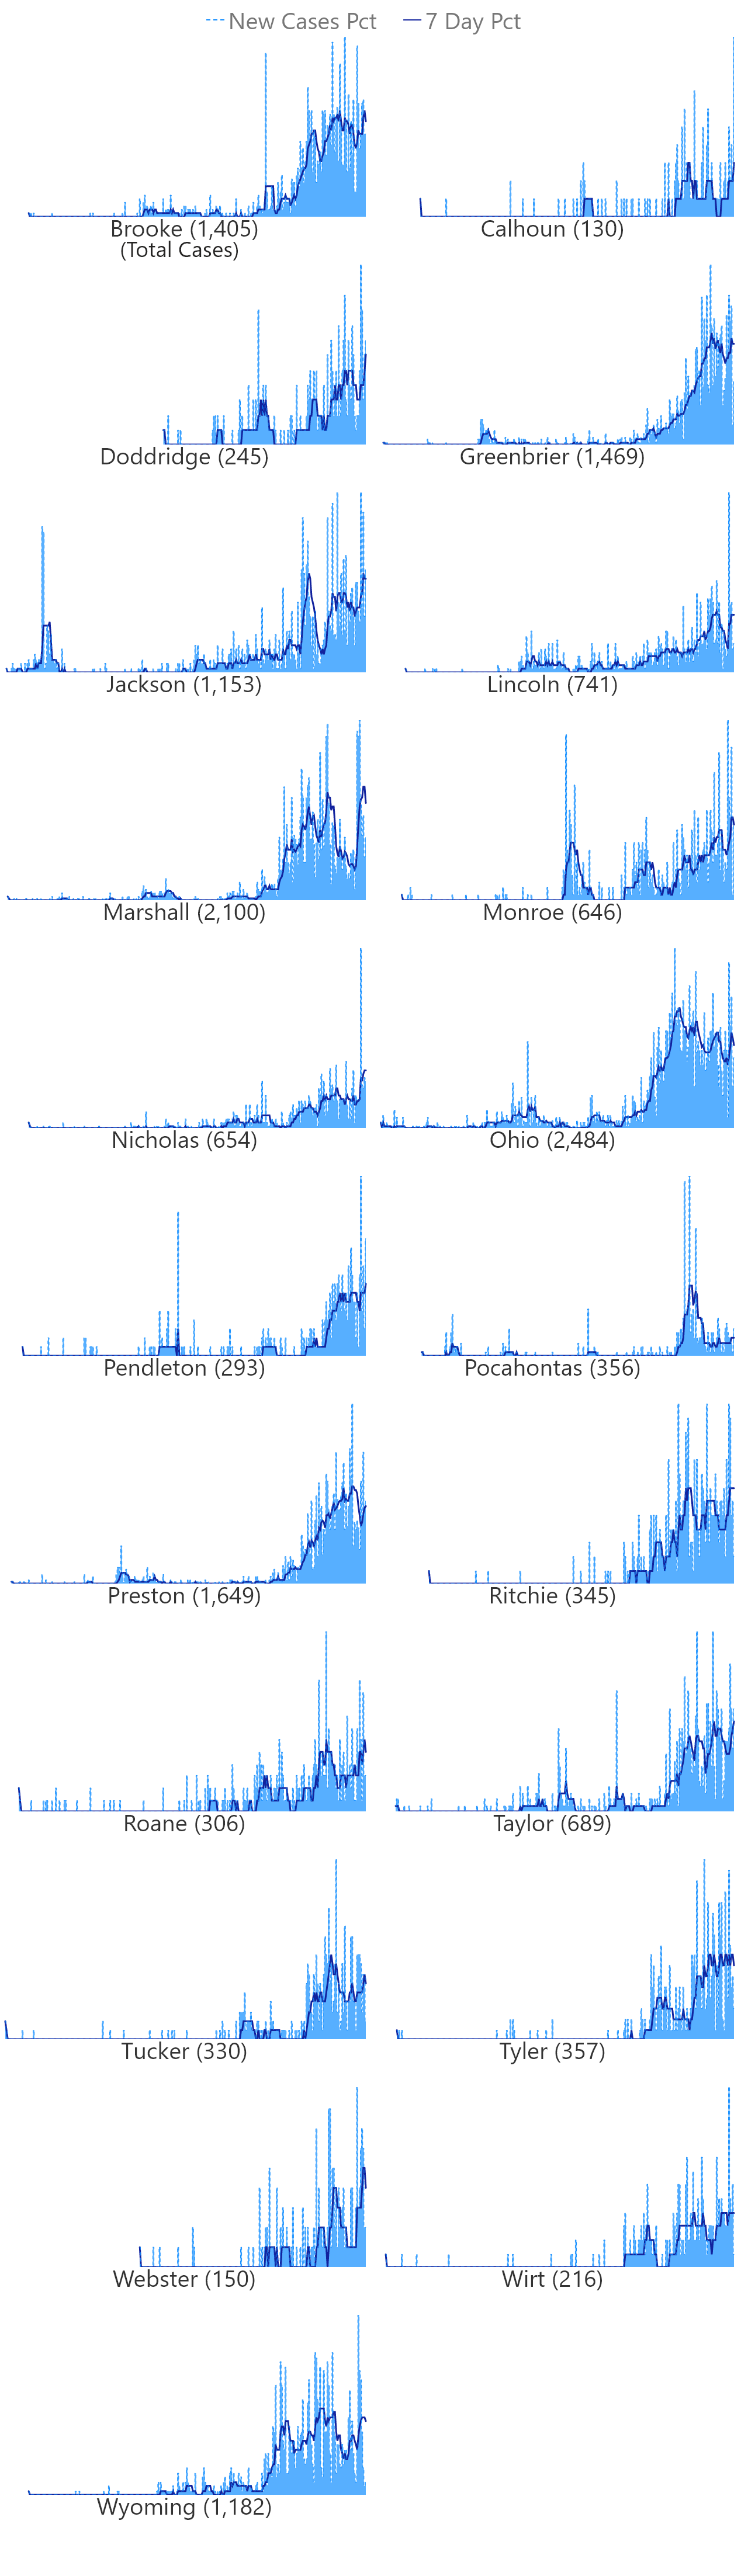 New Cases Pct 7 Day Pct
Brooke (1,405) Calhoun (130)
(Total Cases)
Doddridge (245) Greenbrier (1,469)
Jackson (1,153) Lincoln (741)
Marshall (2,100) Monroe (646)
Nicholas (654) Ohio (2,484)
Pendleton (293) Pocahontas (356)
Preston (1,649) Ritchie (345)
Roane (306) Taylor (689)
Tucker (330) Tyler (357)
Webster (150) Wirt (216)
Wyoming (1,182)